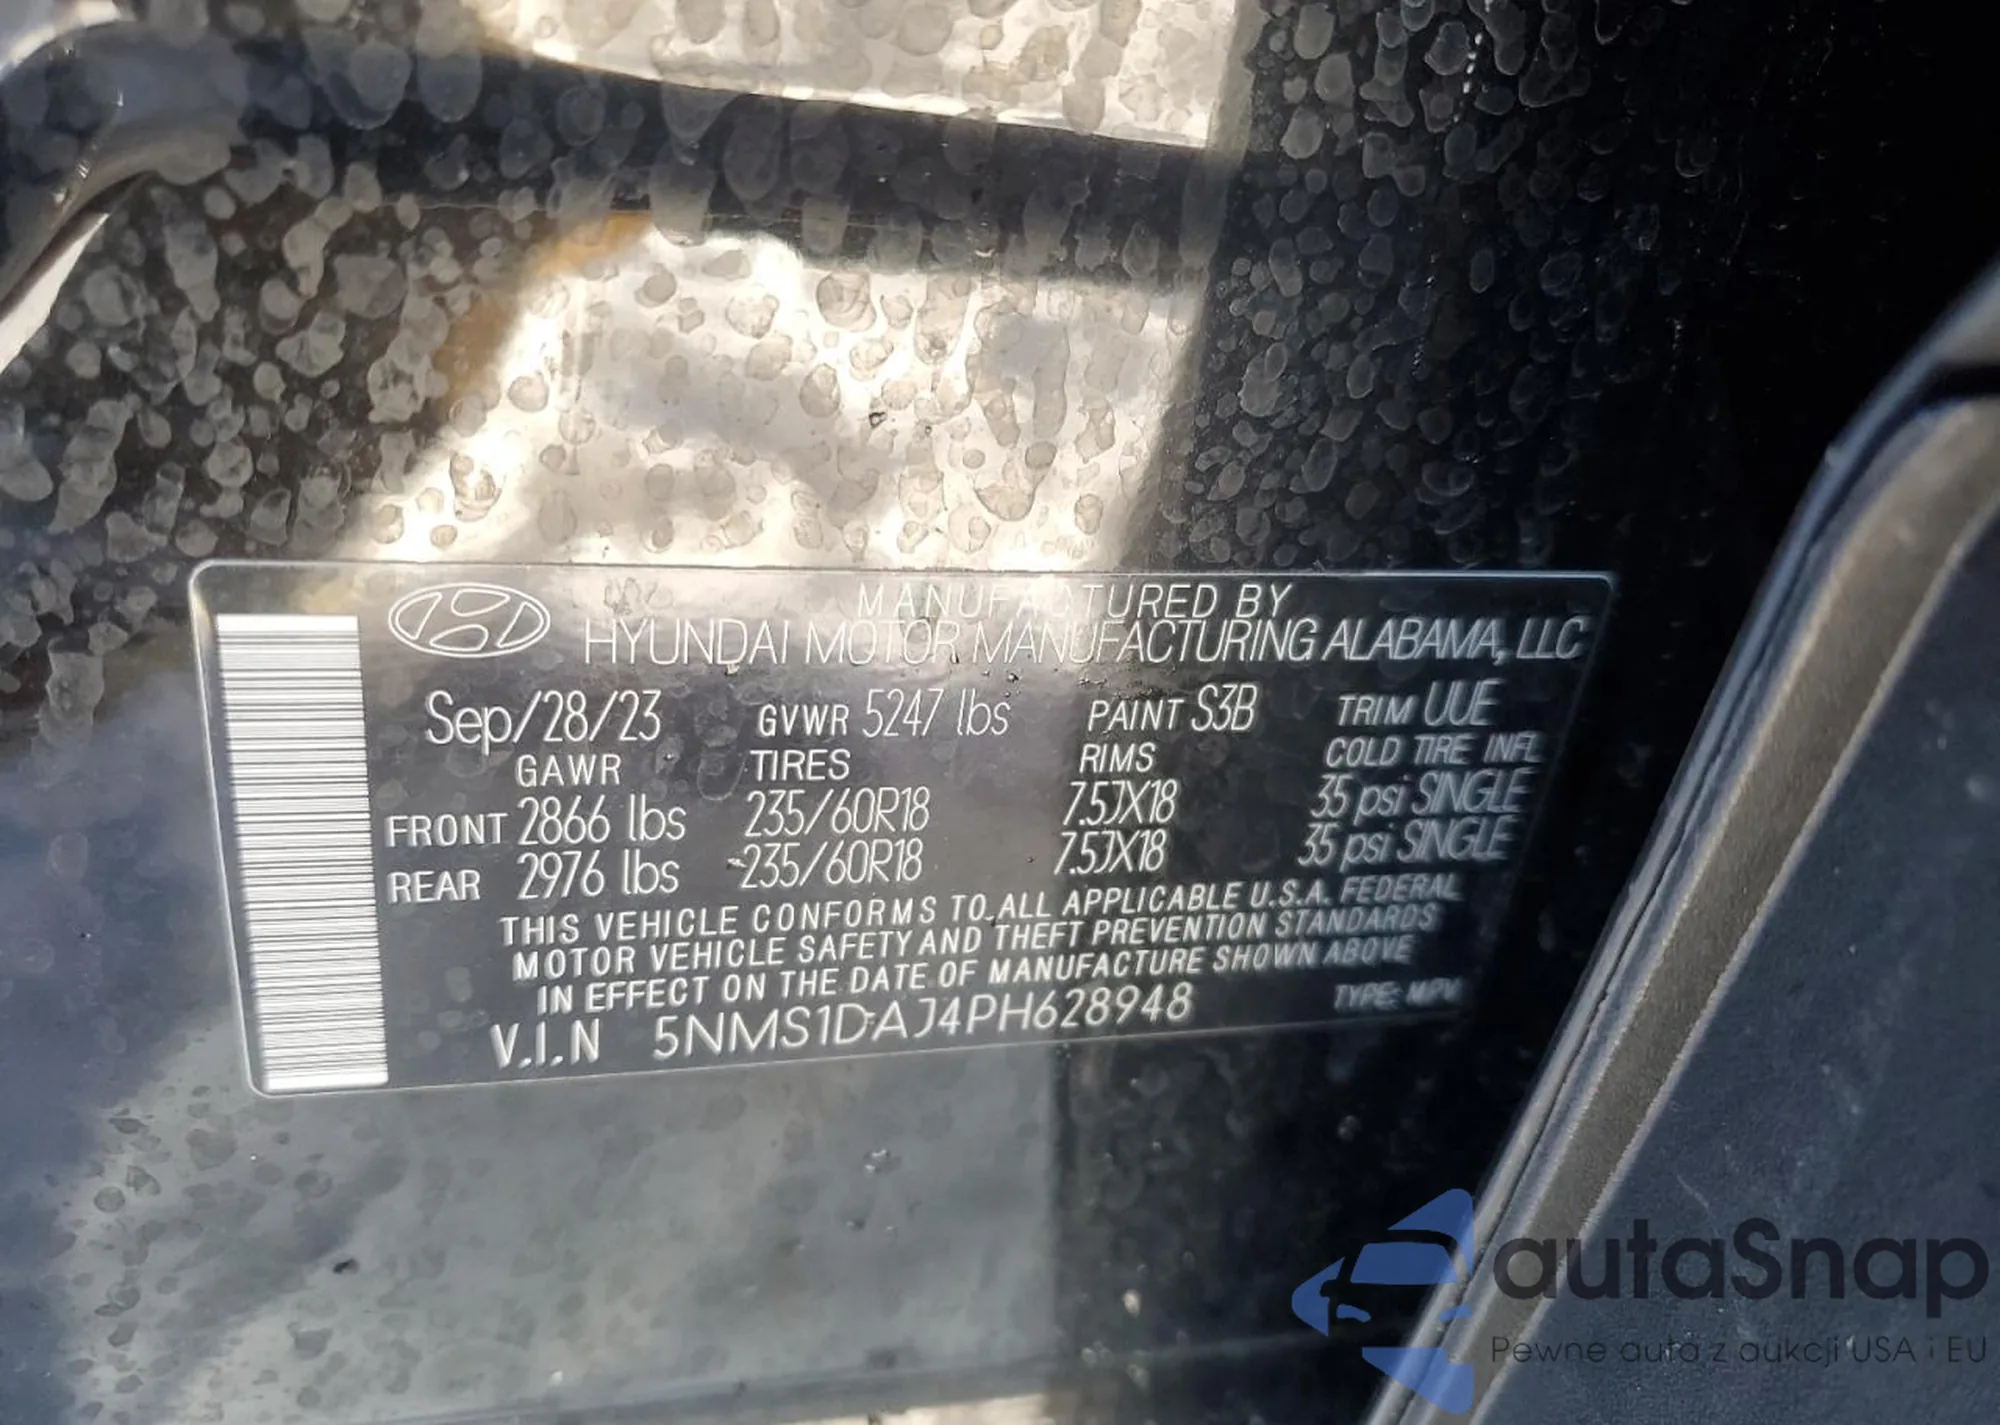 MANUFACTURED BY
HYUNDAI MOTOR MANUFACTURING ALABAMA, LLC
Sep/28/23 GVWR 5247 lbs PAINT S3B TRIM UUE
GAWR TIRES RIMS COLD TIRE INFL
FRONT 2866 lbs 235/60R18 7.5JX18 35 psi SINGLE
REAR 2976 lbs 235/60R18 7.5JX18 35 psi SINGLE
THIS VEHICLE CONFORMS TO ALL APPLICABLE U.S.A. FEDERAL
MOTOR VEHICLE SAFETY AND THEFT PREVENTION STANDARDS
IN EFFECT ON THE DATE OF MANUFACTURE SHOWN ABOVE
V.I.N 5NMS1DAJ4PH628948 TYPE: MPV
autaSnap
Pewne auta z aukcji USA i EU